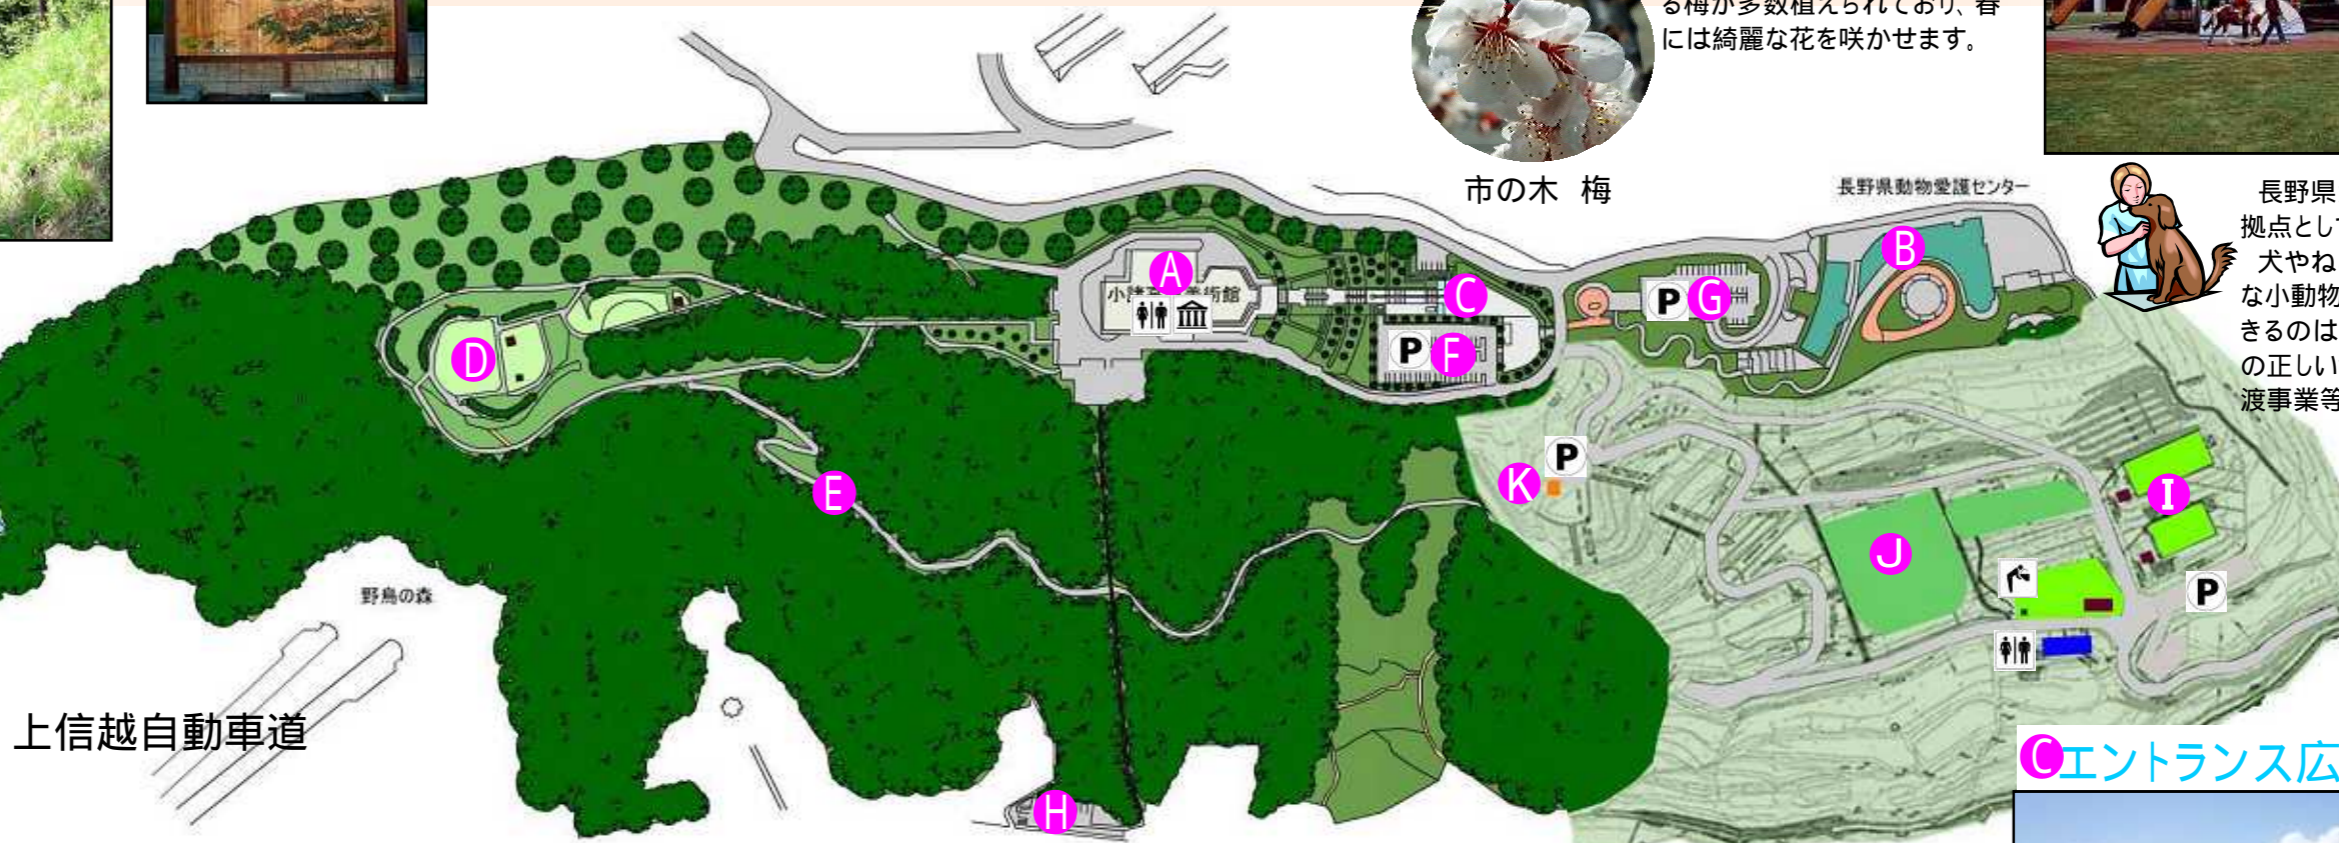 る梅が多数植えられており、春
には綺麗な花を咲かせます。
市の木 梅
長野県動物愛護センター
長野県
拠点として
犬やね
な小動物
きるのは
の正しい
渡事業等
A
B
C
D
E
F
G
H
I
J
K
P
P
P
P
野鳥の森
上信越自動車道
Cエントランス広